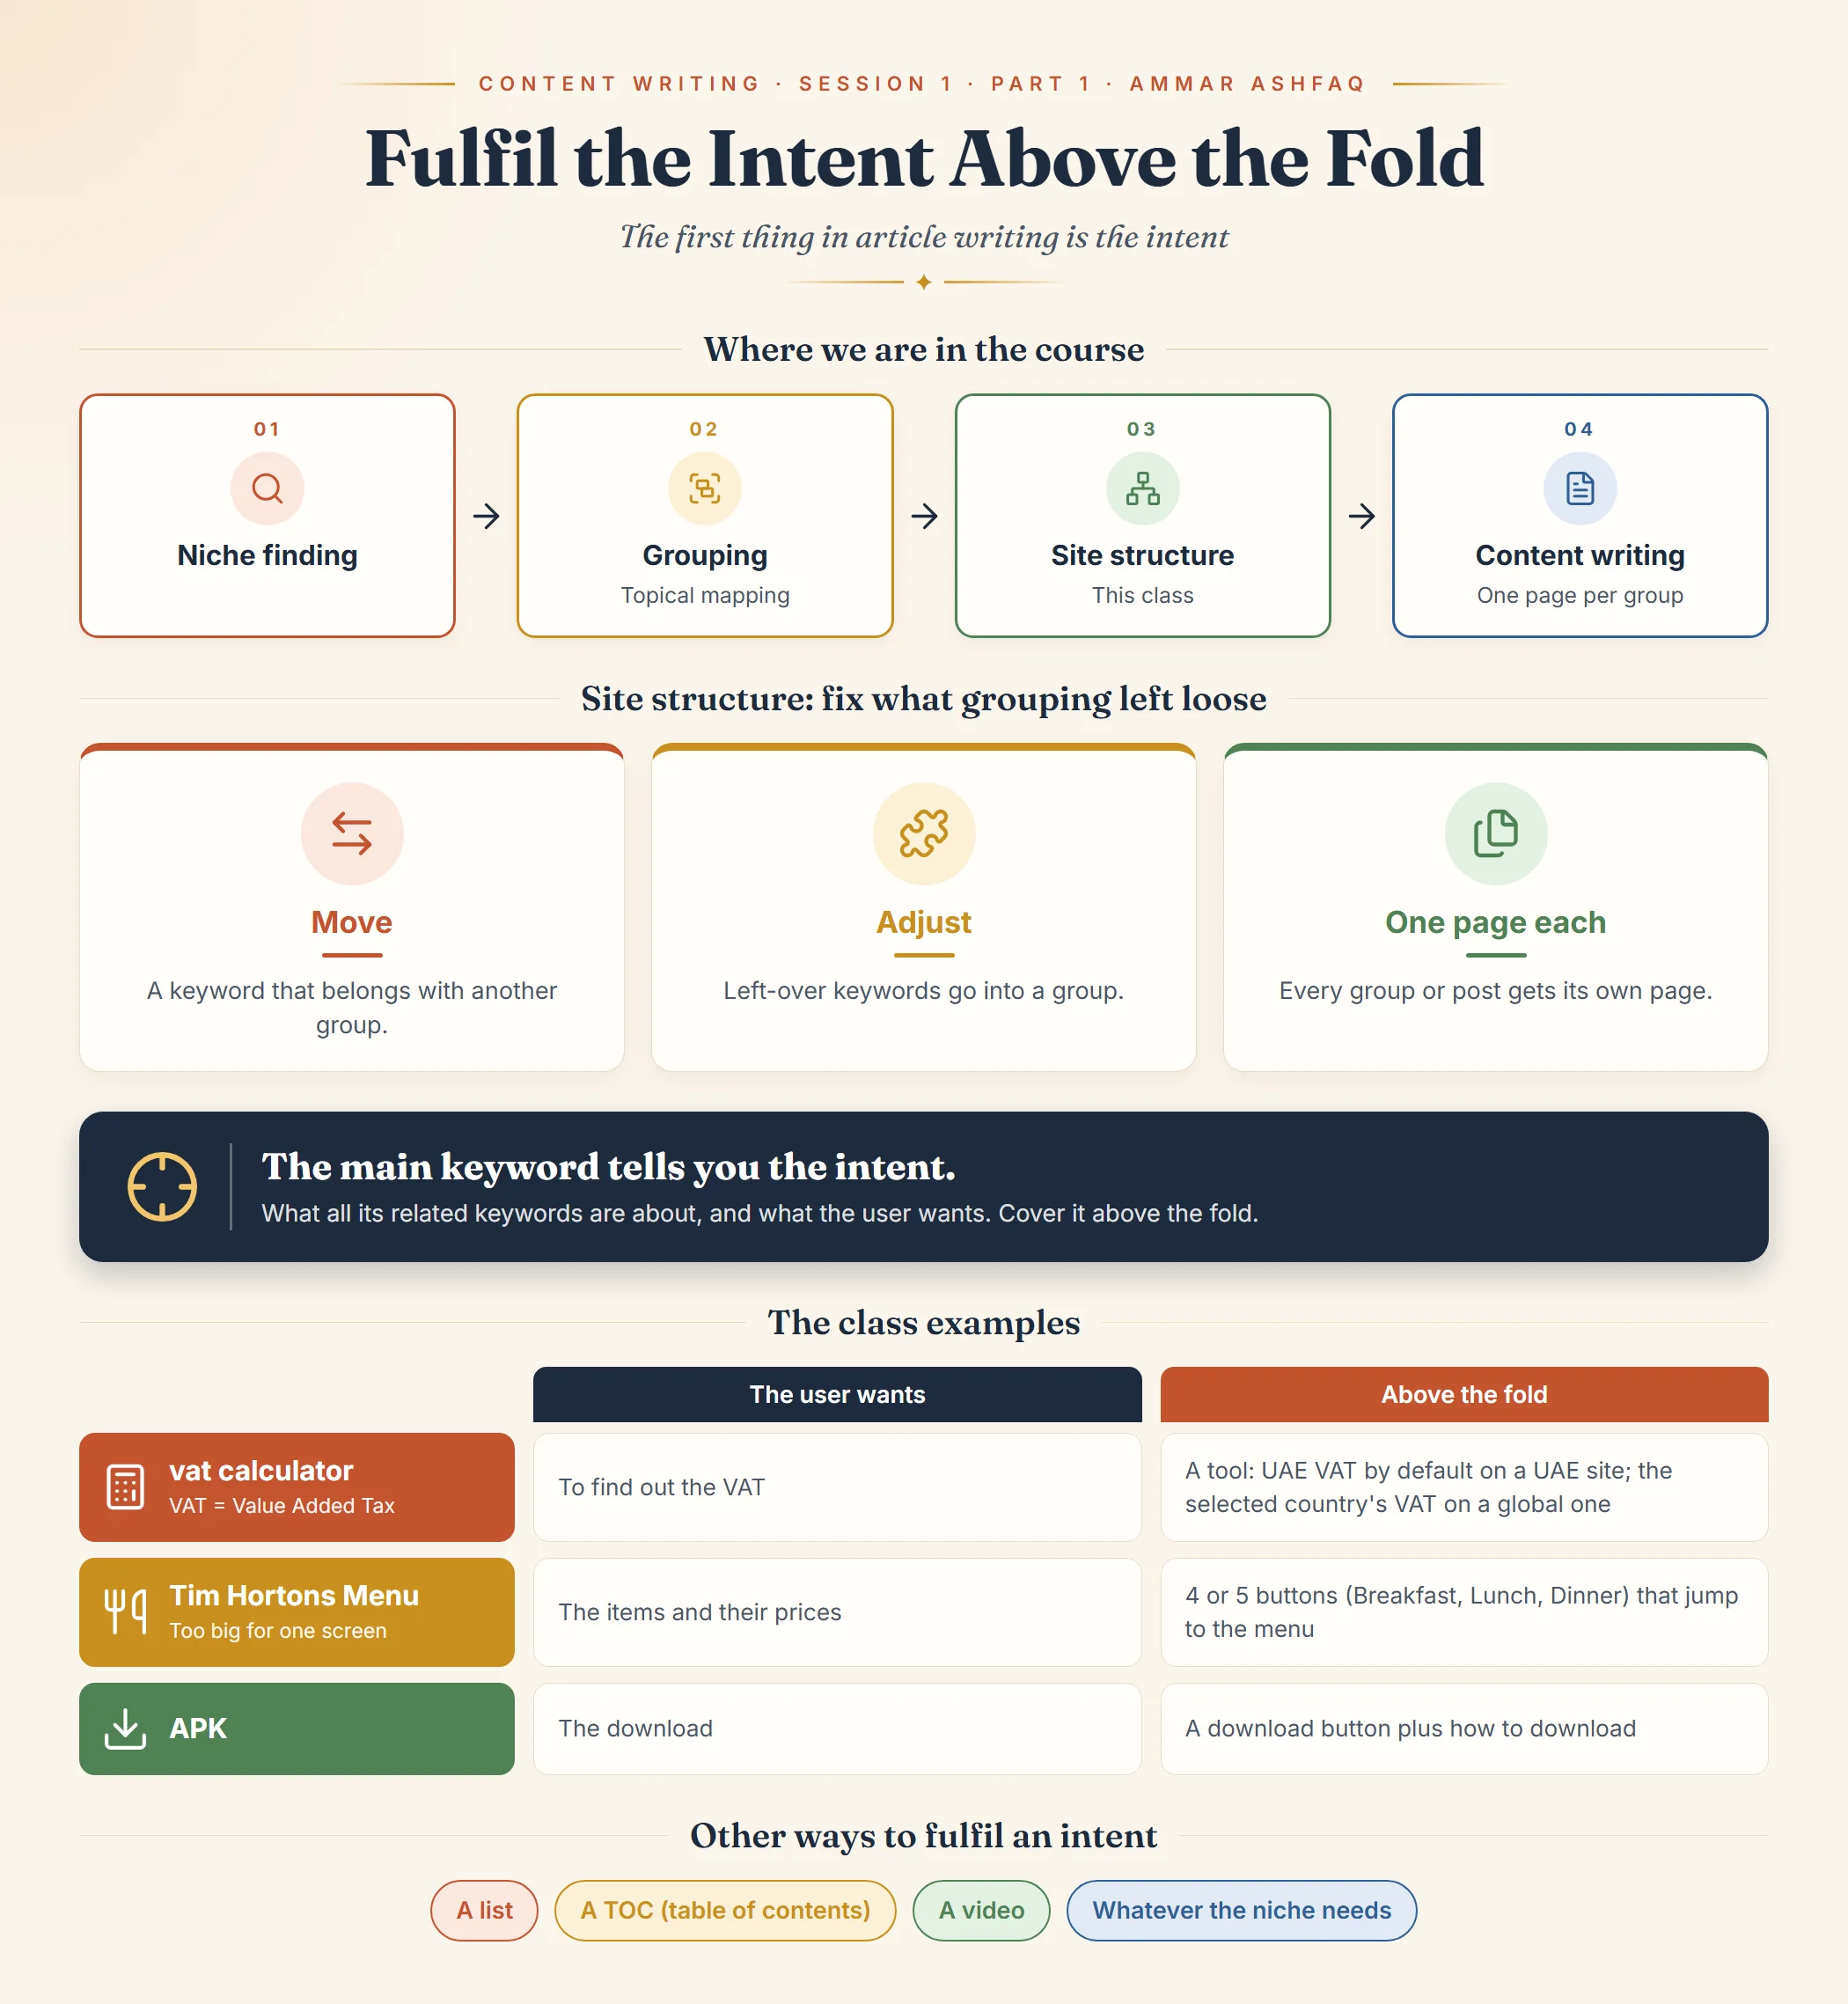 CONTENT WRITING · SESSION 1 · PART 1 · AMMAR ASHFAQ
Fulfil the Intent Above the Fold
The first thing in article writing is the intent
Where we are in the course
01
Niche finding
02
Grouping
Topical mapping
03
Site structure
This class
04
Content writing
One page per group
Site structure: fix what grouping left loose
Move
A keyword that belongs with another
group.
Adjust
Left-over keywords go into a group.
One page each
Every group or post gets its own page.
The main keyword tells you the intent.
What all its related keywords are about, and what the user wants. Cover it above the fold.
The class examples
The user wants
Above the fold
vat calculator
VAT = Value Added Tax
To find out the VAT
A tool: UAE VAT by default on a UAE site; the
selected country's VAT on a global one
Tim Hortons Menu
Too big for one screen
The items and their prices
4 or 5 buttons (Breakfast, Lunch, Dinner) that jump
to the menu
APK
The download
A download button plus how to download
Other ways to fulfil an intent
A list
A TOC (table of contents)
A video
Whatever the niche needs